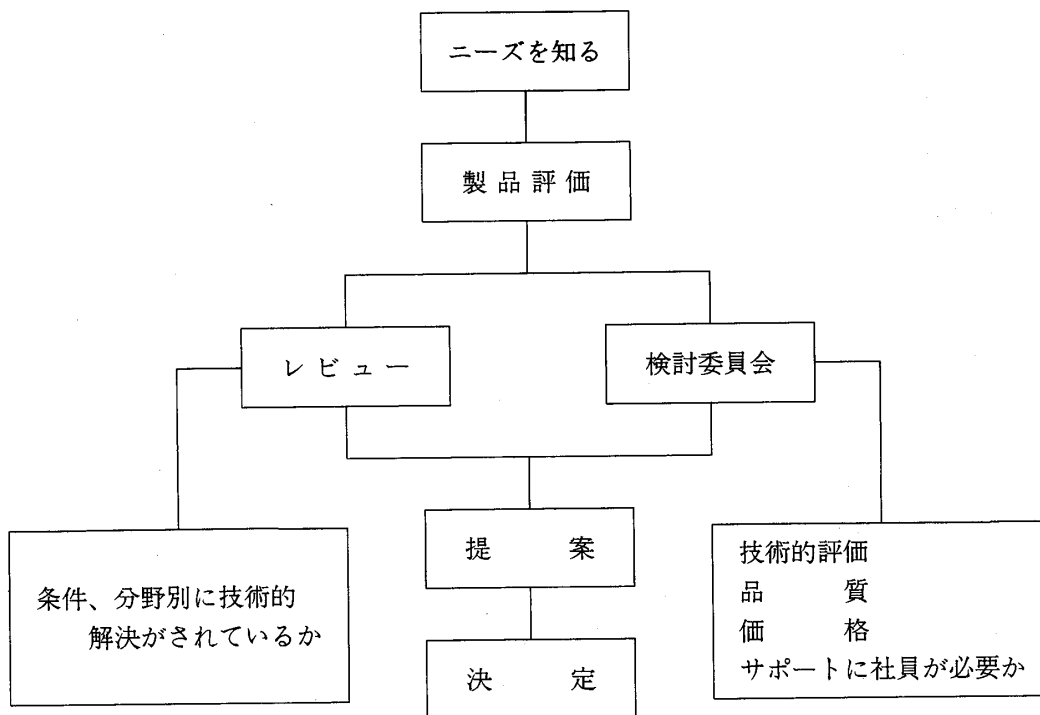 ニーズを知る
製品評価
レビュー
検討委員会
条件、分野別に技術的
解決がされているか
提案
決定
技術的評価
品質
価格
サポートに社員が必要か